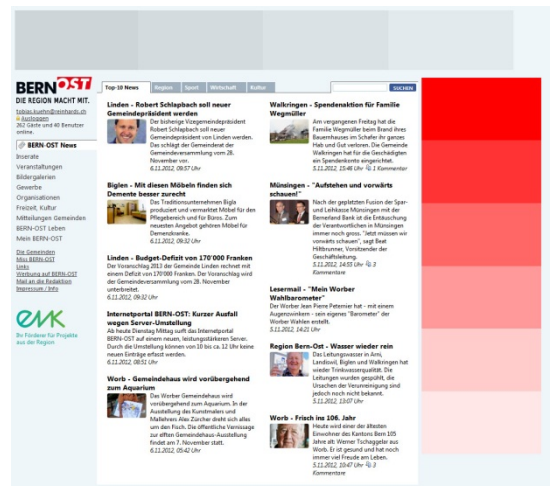 BERN OST
DIE REGION MACHT MIT.
tobias.kuehn@reinhards.ch
Ausloggen
262 Gäste und 40 Benutzer
online.
BERN-OST News
Inserate
Veranstaltungen
Bildergalerien
Gewerbe
Organisationen
Freizeit, Kultur
Mitteilungen Gemeinden
BERN-OST Leben
Mein BERN-OST
Die Gemeinden
Miss BERN-OST
Links
Werbung auf BERN-OST
Mail an die Redaktion
Impressum / Info
Ihr Förderer für Projekte
aus der Region
Top-10 News Region Sport Wirtschaft Kultur
SUCHEN
Linden - Robert Schlapbach soll neuer
Gemeindepräsident werden
Der bisherige Vizegemeindepräsident
Robert Schlapbach soll neuer
Gemeindepräsident von Linden werden.
Das schlägt der Gemeinderat der
Gemeindeversammlung vom 28.
November vor.
6.11.2012, 09:57 Uhr
Biglen - Mit diesen Möbeln finden sich
Demente besser zurecht
Das Traditionsunternehmen Bigla
produziert und vermarktet Möbel für den
Pflegebereich und für Büros. Zum
neuesten Angebot gehören Möbel für
Demenzkranke.
6.11.2012, 09:32 Uhr
Linden - Budget-Defizit von 170'000 Franken
Der Voranschlag 2013 der Gemeinde Linden rechnet mit
einem Defizit von 170'000 Franken. Der Voranschlag wird
der Gemeindeversammlung vom 28. November
unterbreitet.
6.11.2012, 09:32 Uhr
Internetportal BERN-OST: Kurzer Ausfall
wegen Server-Umstellung
Ah heute Dienstag Mittag surft das Internetportal
BERN-OST auf einem neuen, leistungsstärkeren Server.
Durch die Umstellung können von 10 bis ca. 12 Uhr keine
neuen Einträge erfasst werden.
6.11.2012, 08:51 Uhr
Worb - Gemeindehaus wird vorübergehend
zum Aquarium
Das Worber Gemeindehaus wird
vorübergehend zum Aquarium. In der
Ausstellung des Kunstmalers und
Mallehrers Alex Zürcher dreht sich alles
um den Fisch. Die öffentliche Vernissage
zur elften Gemeindehaus-Ausstellung
findet am 7. November statt.
6.11.2012, 05:42 Uhr
Walkringen - Spendenaktion für Familie
Wegmüller
Am vergangenen Freitag hat die
Familie Wegmüller beim Brand ihres
Bauernhauses im Schafer ihr ganzes
Hab und Gut verloren. Die Gemeinde
Walkringen hat für die Geschädigten
ein Spendenkonto eingerichtet.
5.11.2012, 15:46 Uhr 1 Kommentar
Münsingen - "Aufstehen und vorwärts
schauen!"
Nach der geplatzten Fusion der Spar-
und Leihkasse Münsingen mit der
Bernerland Bank ist die Enttäuschung
der Verantwortlichen in Münsingen
immer noch gross. "Jetzt müssen wir
vorwärts schauen", sagt Beat
Hiltbrunner, Vorsitzender der
Geschäftsleitung.
5.11.2012, 14:55 Uhr 3
Kommentare
Lesermail - "Mein Worber
Wahlbarometer"
Der Worber Jean Pierre Peternier hat - mit einem
Augenzwinkern - sein eigenes "Barometer" der
Worber Wahlen erstellt.
5.11.2012, 14:21 Uhr
Region Bern-Ost - Wasser wieder rein
Das Leitungswasser in Arni,
Landiswil, Biglen und Walkringen hat
wieder Trinkwasserqualität. Die
Leitungen wurden gespühlt, die
Ursachen der Verunreinigung sind
jedoch noch nicht bekannt.
5.11.2012, 13:07 Uhr
Worb - Frisch ins 106. Jahr
Heute wird einer der ältesten
Einwohner des Kantons Bern 105
Jahre alt: Werner Tschaggelar aus
Worb. Er ist gesund und hat noch
immer viel Freude am Leben.
5.11.2012, 10:47 Uhr 3
Kommentare